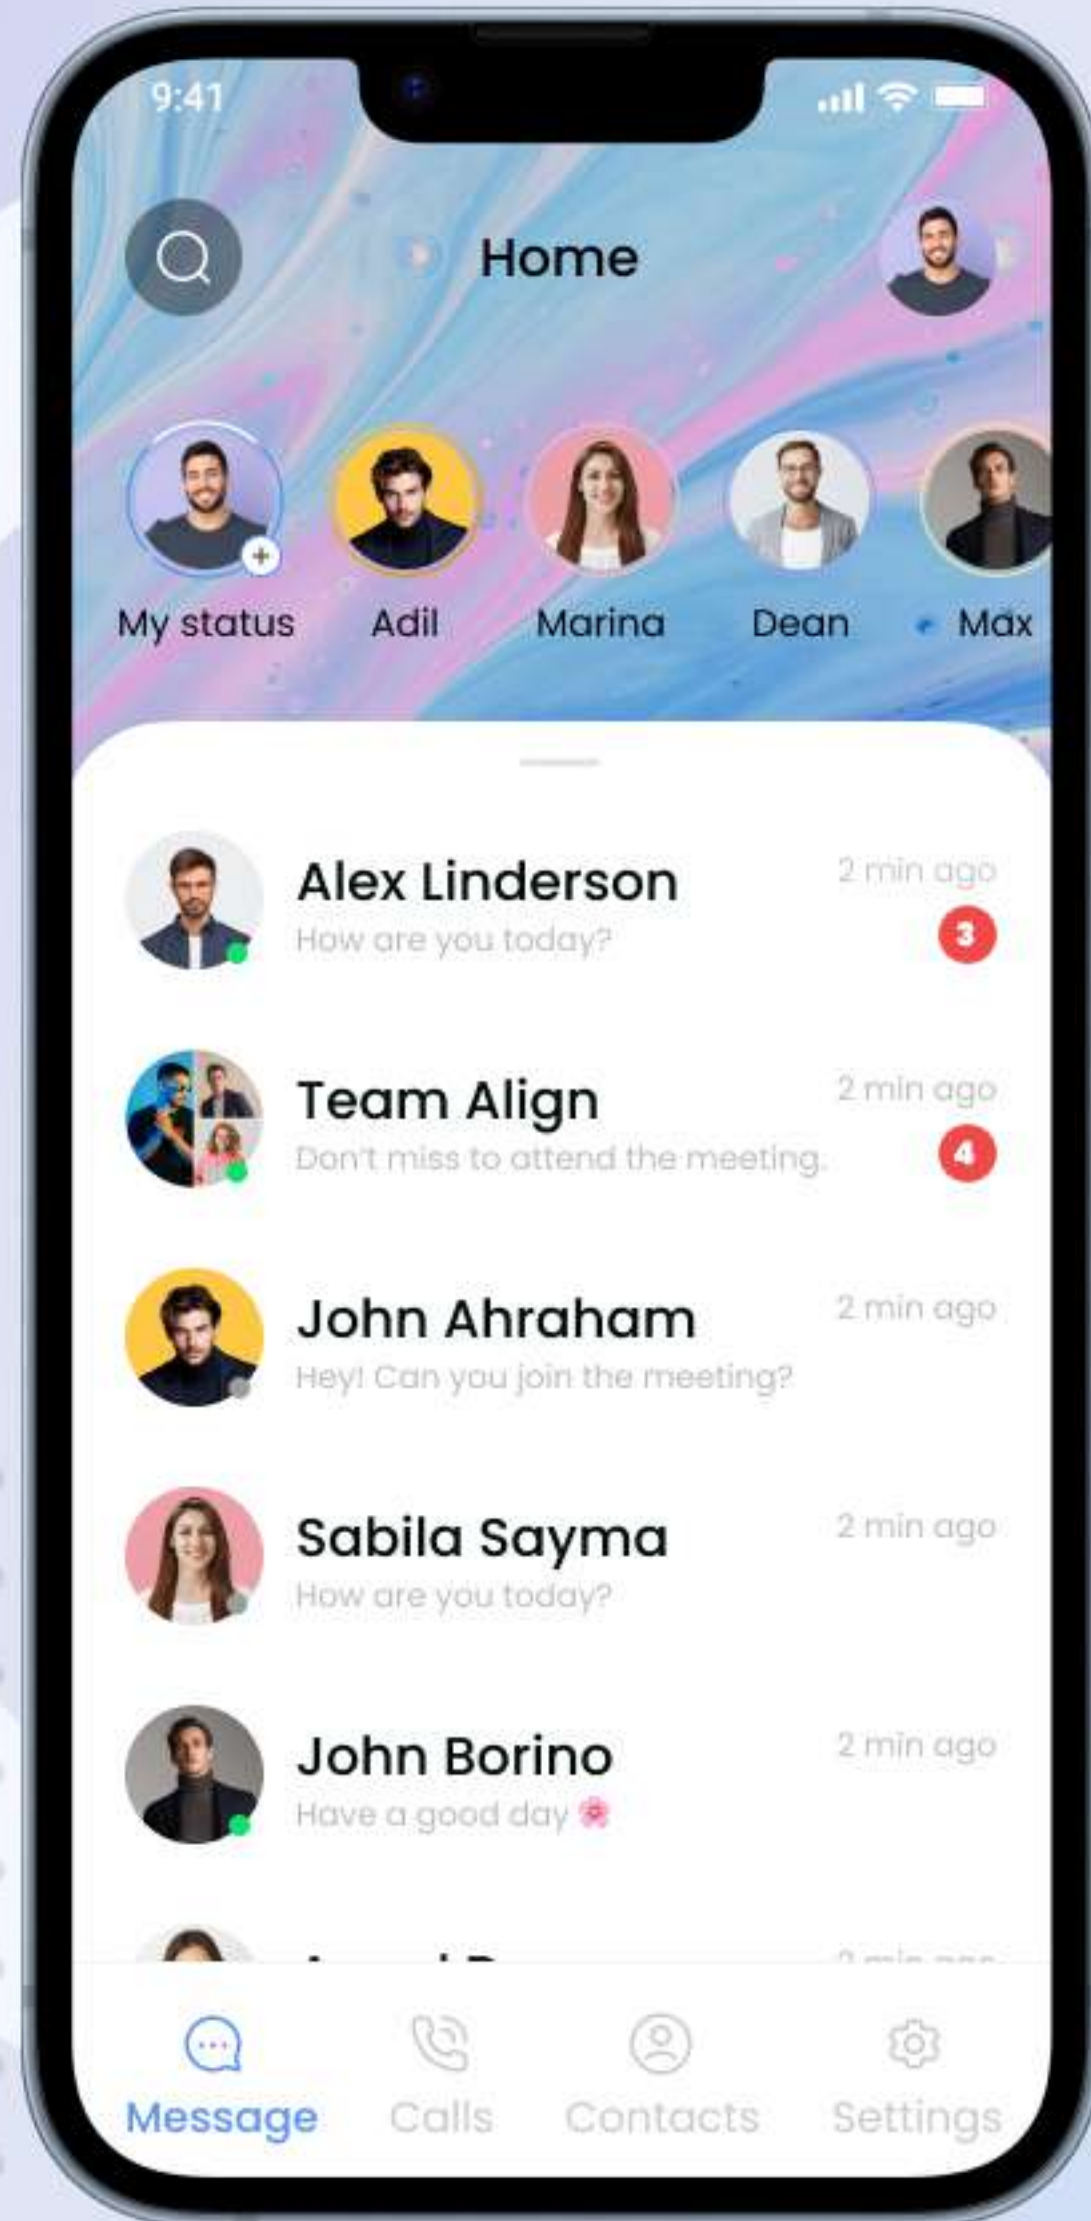 9:41
Home
My status
Adil
Marina
Dean
Max
Alex Linderson
2 min ago
How are you today?
3
Team Align
2 min ago
Don't miss to attend the meeting.
4
John Ahraham
2 min ago
Hey! Can you join the meeting?
Sabila Sayma
2 min ago
How are you today?
John Borino
2 min ago
Have a good day 🌸
Message
Calls
Contacts
Settings